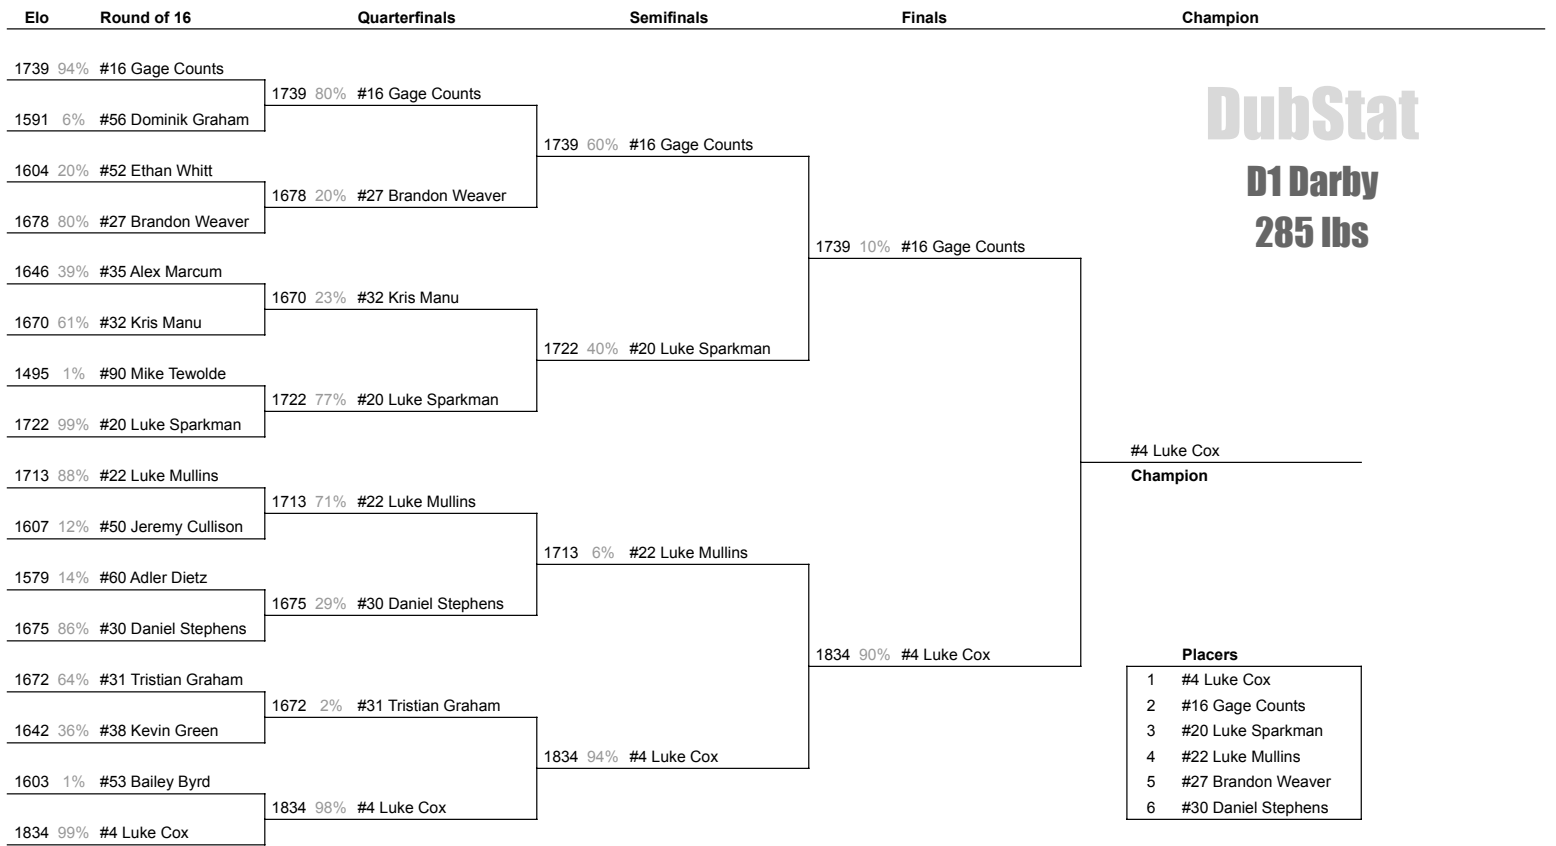 Elo Round of 16 Quarterfinals Semifinals Finals Champion
1739 94% #16 Gage Counts
1739 80% #16 Gage Counts
DubStat
1591 6% #56 Dominik Graham
1739 60% #16 Gage Counts
1604 20% #52 Ethan Whitt
D1 Darby
1678 20% #27 Brandon Weaver
1678 80% #27 Brandon Weaver
285 lbs
1739 10% #16 Gage Counts
1646 39% #35 Alex Marcum
1670 23% #32 Kris Manu
1670 61% #32 Kris Manu
1722 40% #20 Luke Sparkman
1495 1% #90 Mike Tewolde
1722 77% #20 Luke Sparkman
1722 99% #20 Luke Sparkman
#4 Luke Cox
1713 88% #22 Luke Mullins
Champion
1713 71% #22 Luke Mullins
1607 12% #50 Jeremy Cullison
1713 6% #22 Luke Mullins
1579 14% #60 Adler Dietz
1675 29% #30 Daniel Stephens
1675 86% #30 Daniel Stephens
1834 90% #4 Luke Cox
Placers
1672 64% #31 Tristian Graham
1 #4 Luke Cox
1672 2% #31 Tristian Graham
2 #16 Gage Counts
1642 36% #38 Kevin Green
3 #20 Luke Sparkman
1834 94% #4 Luke Cox
4 #22 Luke Mullins
1603 1% #53 Bailey Byrd
5 #27 Brandon Weaver
1834 98% #4 Luke Cox
6 #30 Daniel Stephens
1834 99% #4 Luke Cox